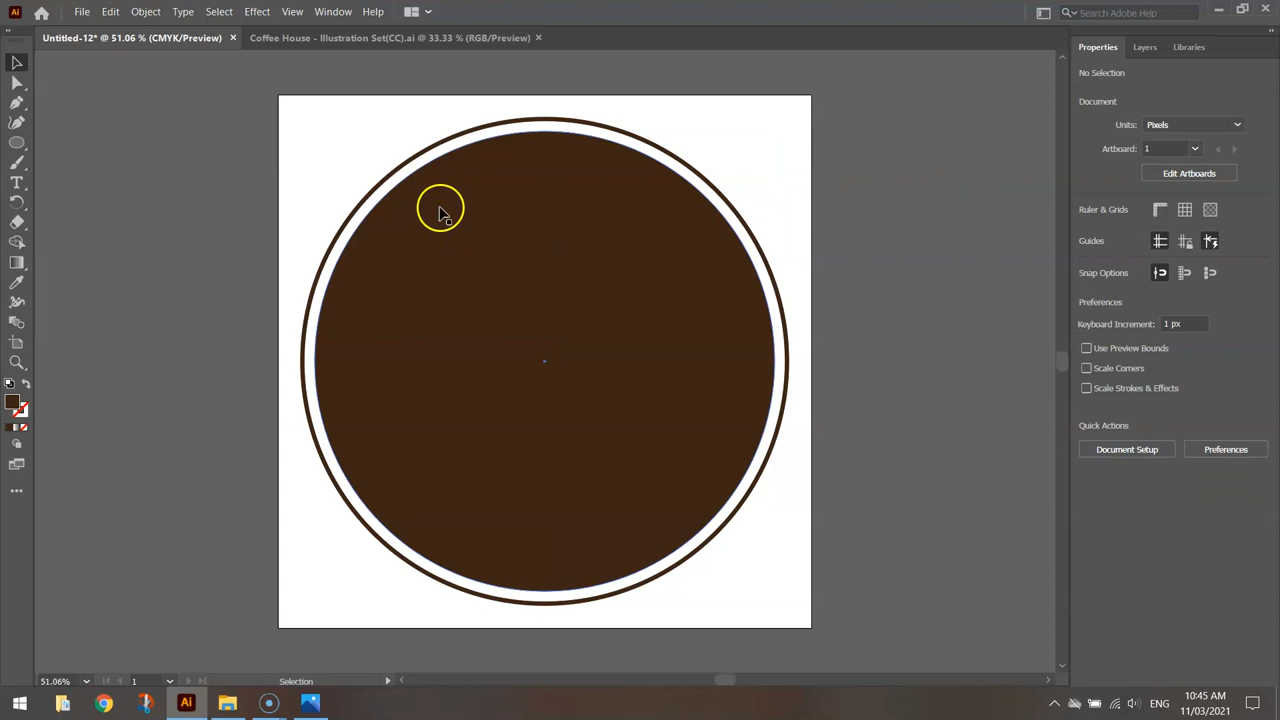 Ai File Edit Object Type Select Effect View Window Help Search Adobe Help
Untitled-12* @ 51.06 % (CMYK/Preview) × Coffee House - Illustration Set(CC).ai @ 33.33 % (RGB/Preview) ×
Properties Layers Libraries
No Selection
Document
Units: Pixels
Artboard: 1
Edit Artboards
Ruler & Grids
Guides
Snap Options
Preferences
Keyboard Increment: 1 px
Use Preview Bounds
Scale Corners
Scale Strokes & Effects
Quick Actions
Document Setup Preferences
51.06% 1 Selection
Ai ENG 10:45 AM
11/03/2021